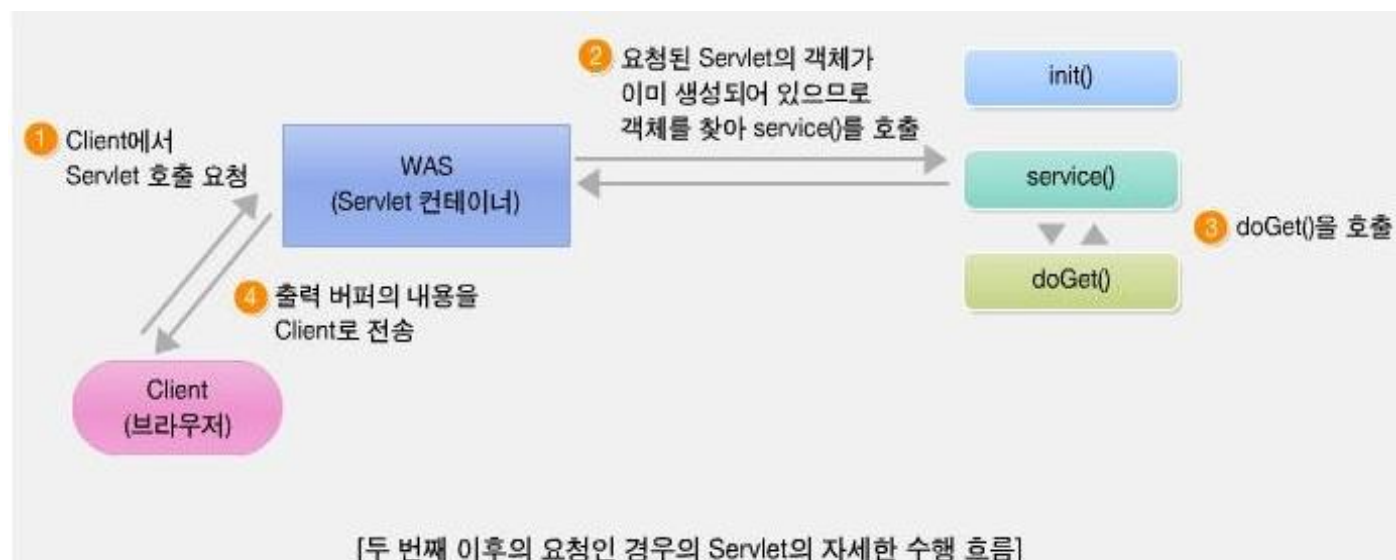 1 Client에서
Servlet 호출 요청
WAS
(Servlet 컨테이너)
2 요청된 Servlet의 객체가
이미 생성되어 있으므로
객체를 찾아 service()를 호출
init()
service()
3 doGet()을 호출
doGet()
4 출력 버퍼의 내용을
Client로 전송
Client
(브라우저)
[두 번째 이후의 요청인 경우의 Servlet의 자세한 수행 흐름]